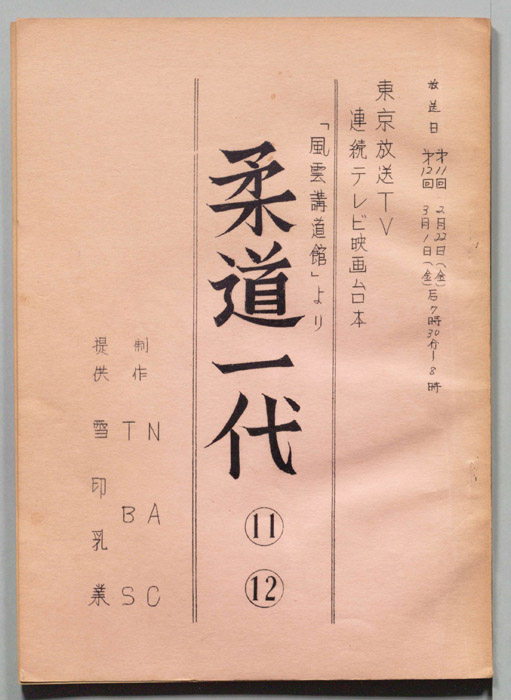 放送日 第11回 2月22日(金)
第12回 3月1日(金) 后7時30分ー8時
東京放送TV
連続テレビ映画台本
「風雲講道館」より
柔道一代 ⑪ ⑫
制作 NAC
TBS
提供 雪印乳業